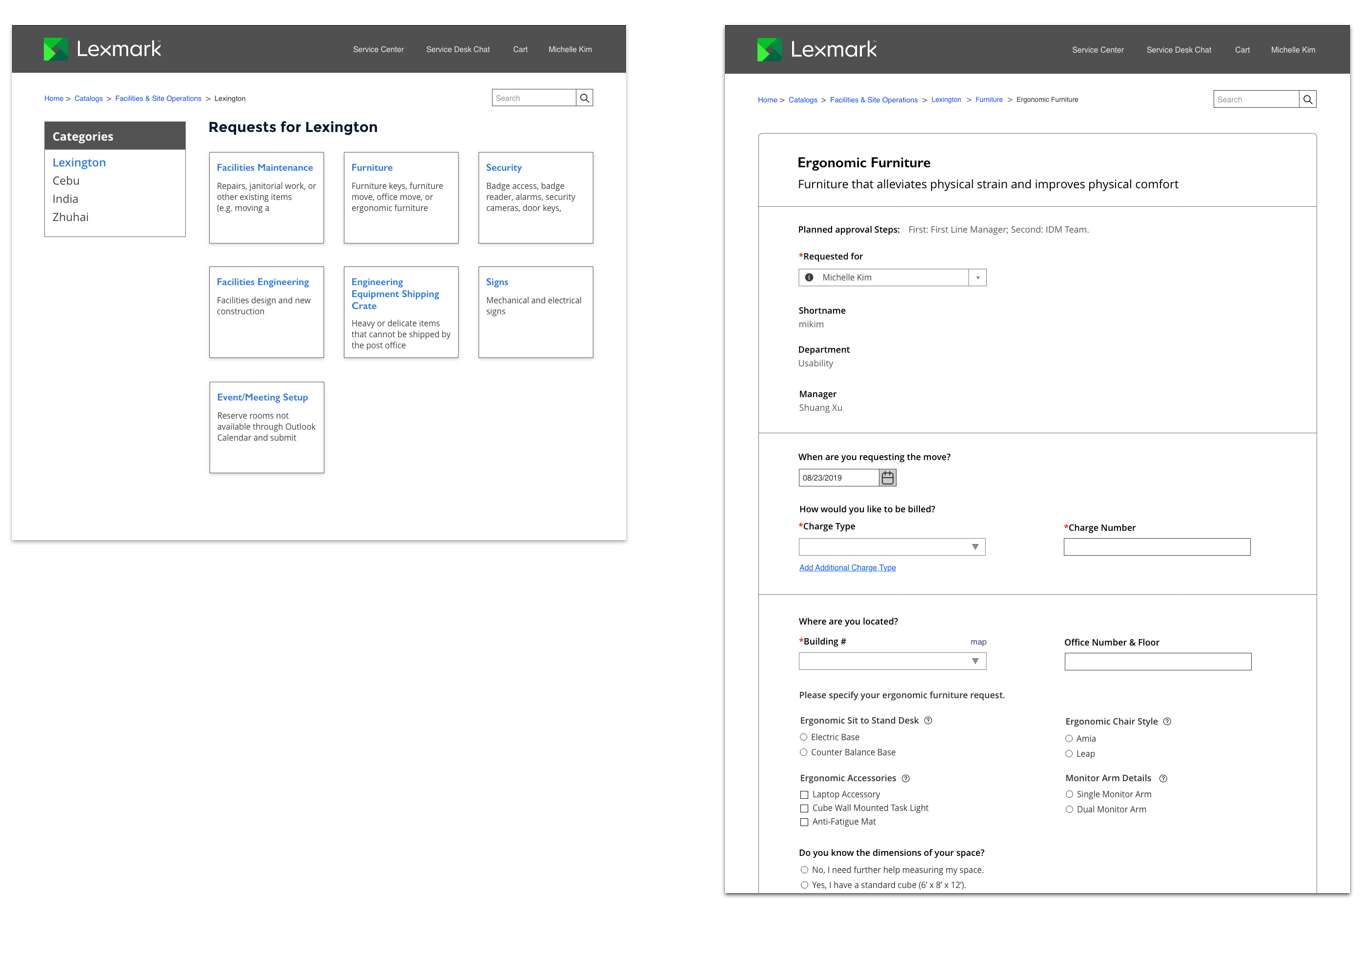 Lexmark
Service Center Service Desk Chat Cart Michelle Kim
Home > Catalogs > Facilities & Site Operations > Lexington
Search
Categories
Lexington
Cebu
India
Zhuhai
Requests for Lexington
Facilities Maintenance
Repairs, janitorial work, or
other existing items
(e.g. moving a
Furniture
Furniture keys, furniture
move, office move, or
ergonomic furniture
Security
Badge access, badge
reader, alarms, security
cameras, door keys,
Facilities Engineering
Facilities design and new
construction
Engineering
Equipment Shipping
Crate
Heavy or delicate items
that cannot be shipped by
the post office
Signs
Mechanical and electrical
signs
Event/Meeting Setup
Reserve rooms not
available through Outlook
Calendar and submit
Lexmark
Service Center Service Desk Chat Cart Michelle Kim
Home > Catalogs > Facilities & Site Operations > Lexington > Furniture > Ergonomic Furniture
Search
Ergonomic Furniture
Furniture that alleviates physical strain and improves physical comfort
Planned approval Steps: First: First Line Manager; Second: IDM Team.
*Requested for
Michelle Kim
Shortname
mikim
Department
Usability
Manager
Shuang Xu
When are you requesting the move?
08/23/2019
How would you like to be billed?
*Charge Type
*Charge Number
Add Additional Charge Type
Where are you located?
*Building # map
Office Number & Floor
Please specify your ergonomic furniture request.
Ergonomic Sit to Stand Desk ?
Electric Base
Counter Balance Base
Ergonomic Chair Style ?
Amia
Leap
Ergonomic Accessories ?
Laptop Accessory
Cube Wall Mounted Task Light
Anti-Fatigue Mat
Monitor Arm Details ?
Single Monitor Arm
Dual Monitor Arm
Do you know the dimensions of your space?
No, I need further help measuring my space.
Yes, I have a standard cube (6' x 8' x 12').